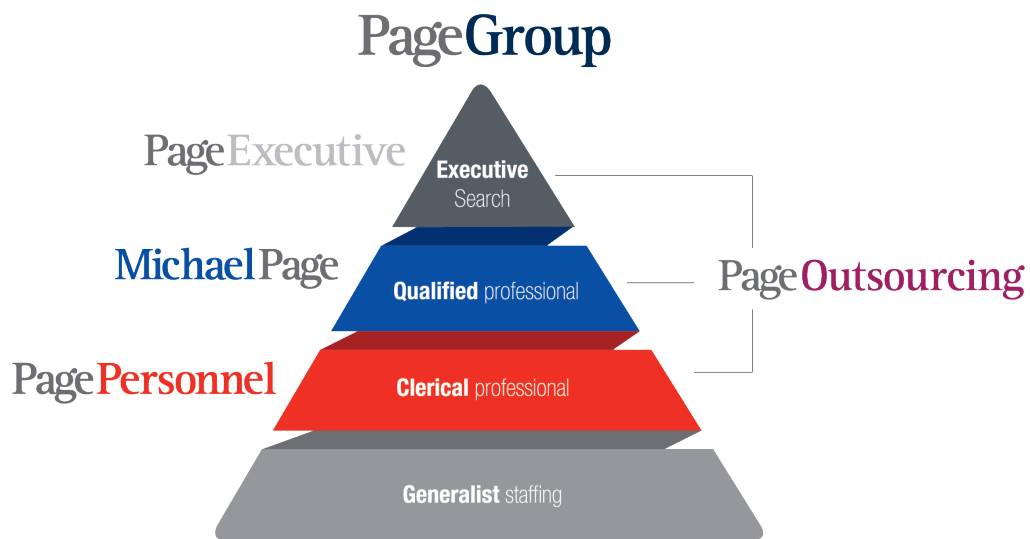 PageGroup
PageExecutive
Executive
Search
MichaelPage
Qualified professional
PageOutsourcing
PagePersonnel
Clerical professional
Generalist staffing